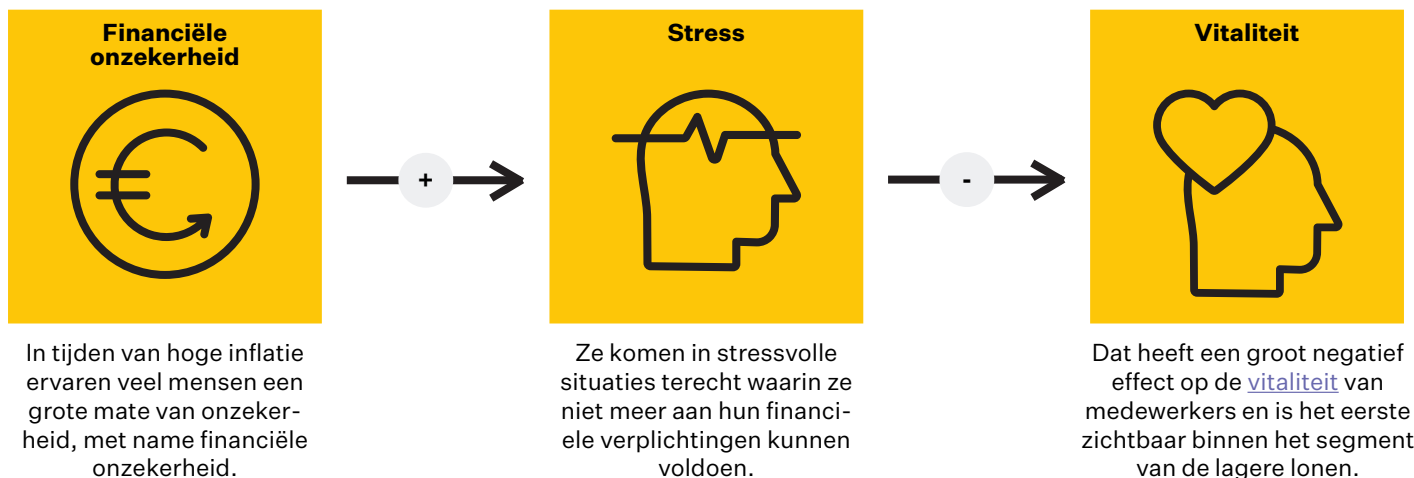 Financiële
onzekerheid
In tijden van hoge inflatie
ervaren veel mensen een
grote mate van onzeker-
heid, met name financiële
onzekerheid.
+
Stress
Ze komen in stressvolle
situaties terecht waarin ze
niet meer aan hun financi-
ele verplichtingen kunnen
voldoen.
-
Vitaliteit
Dat heeft een groot negatief
effect op de vitaliteit van
medewerkers en is het eerste
zichtbaar binnen het segment
van de lagere lonen.